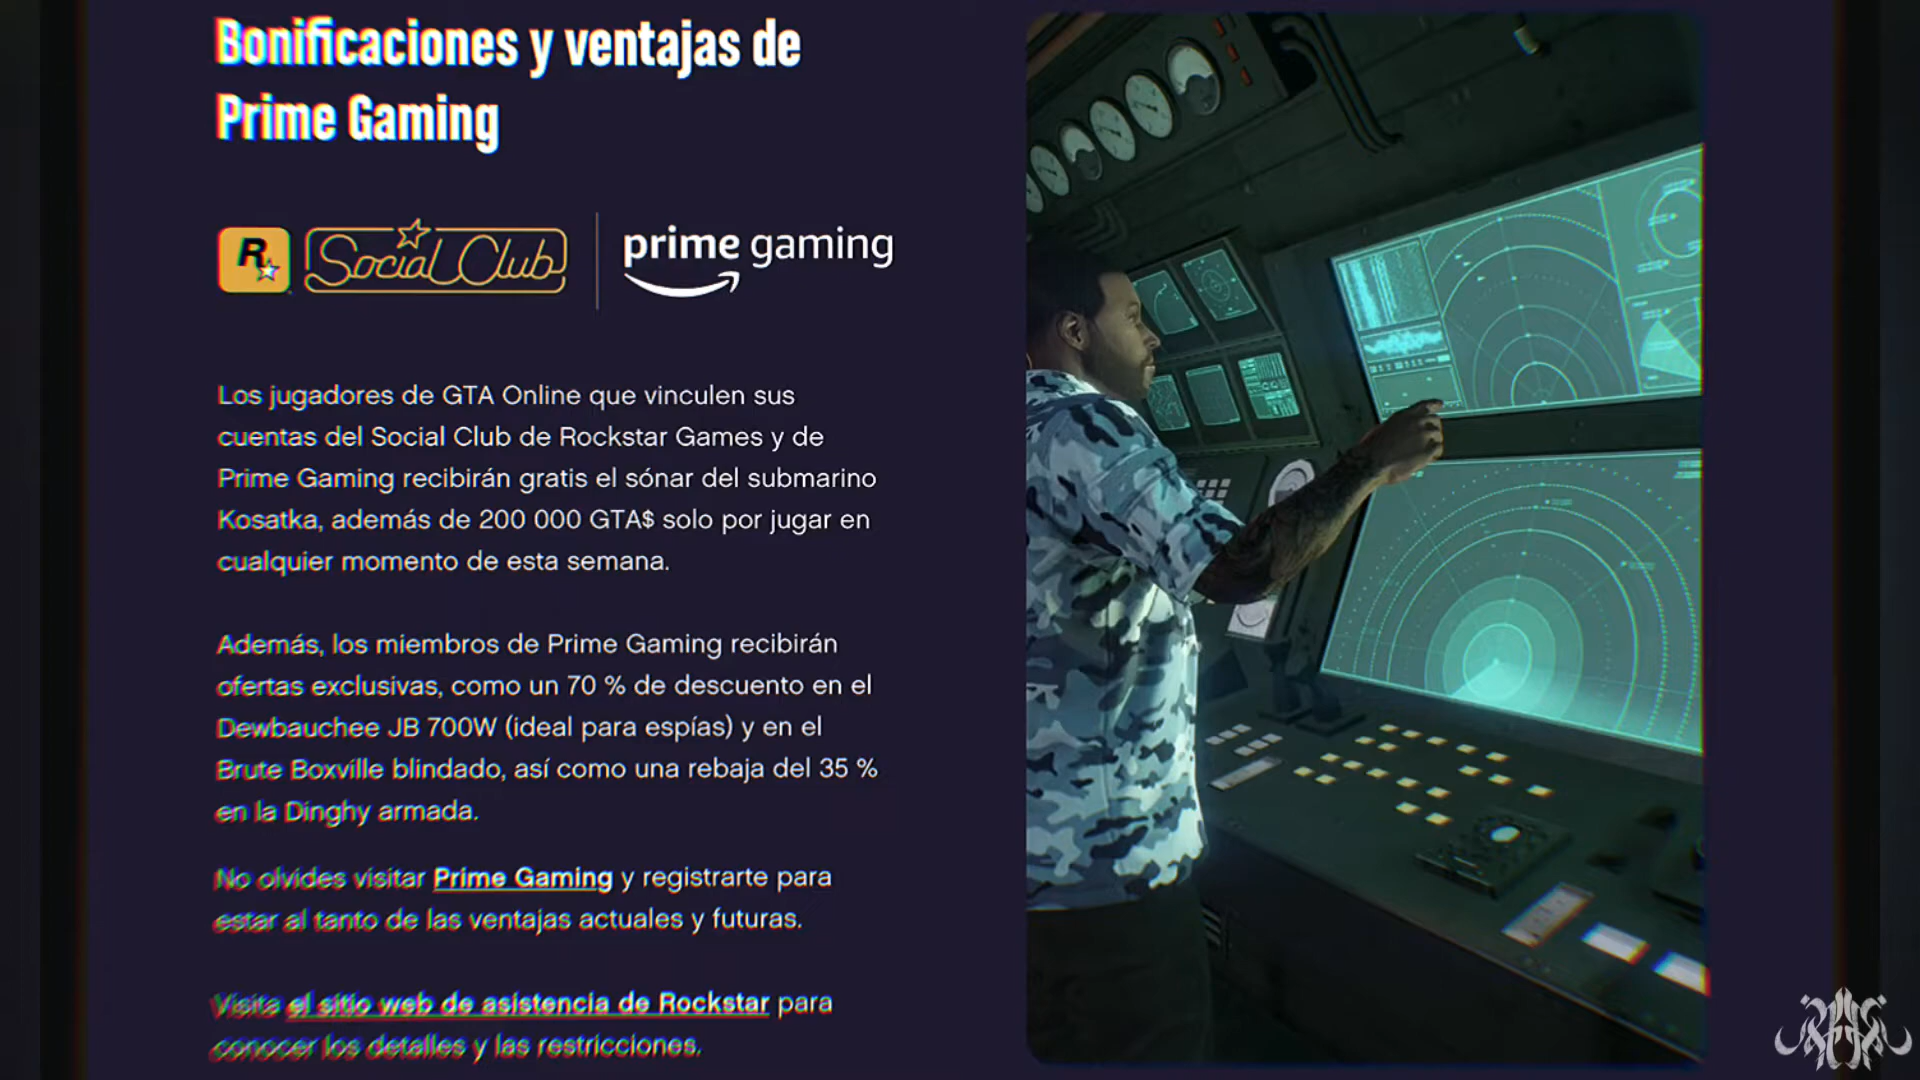 Bonificaciones y ventajas de
Prime Gaming
R
Social Club
prime gaming
Los jugadores de GTA Online que vinculen sus
cuentas del Social Club de Rockstar Games y de
Prime Gaming recibirán gratis el sónar del submarino
Kosatka, además de 200 000 GTA$ solo por jugar en
cualquier momento de esta semana.
Además, los miembros de Prime Gaming recibirán
ofertas exclusivas, como un 70 % de descuento en el
Dewbauchee JB 700W (ideal para espías) y en el
Brute Boxville blindado, así como una rebaja del 35 %
en la Dinghy armada.
No olvides visitar Prime Gaming y registrarte para
estar al tanto de las ventajas actuales y futuras.
Visita el sitio web de asistencia de Rockstar para
conocer los detalles y las restricciones.